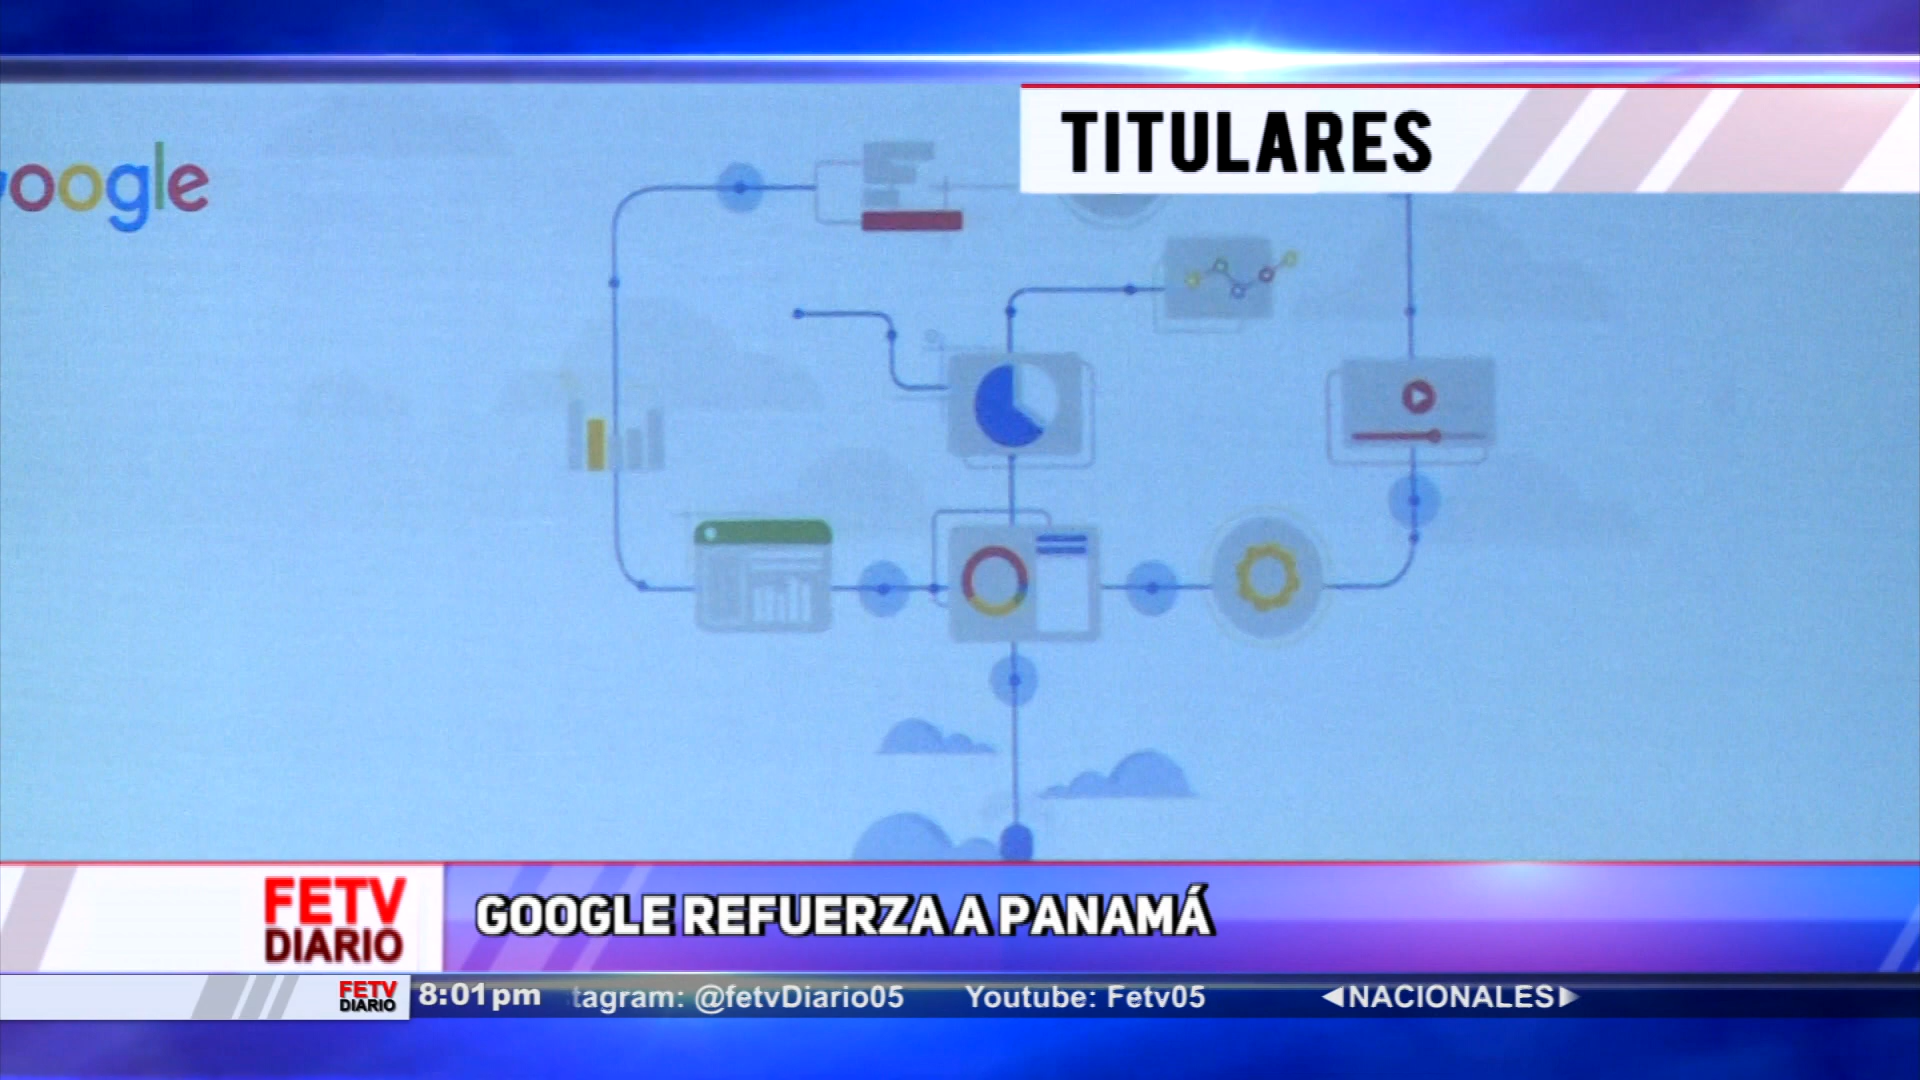 TITULARES
oogle
FETV
DIARIO
GOOGLE REFUERZA A PANAMÁ
FETV
DIARIO
8:01pm
tagram: @fetvDiario05 Youtube: Fetv05 NACIONALES